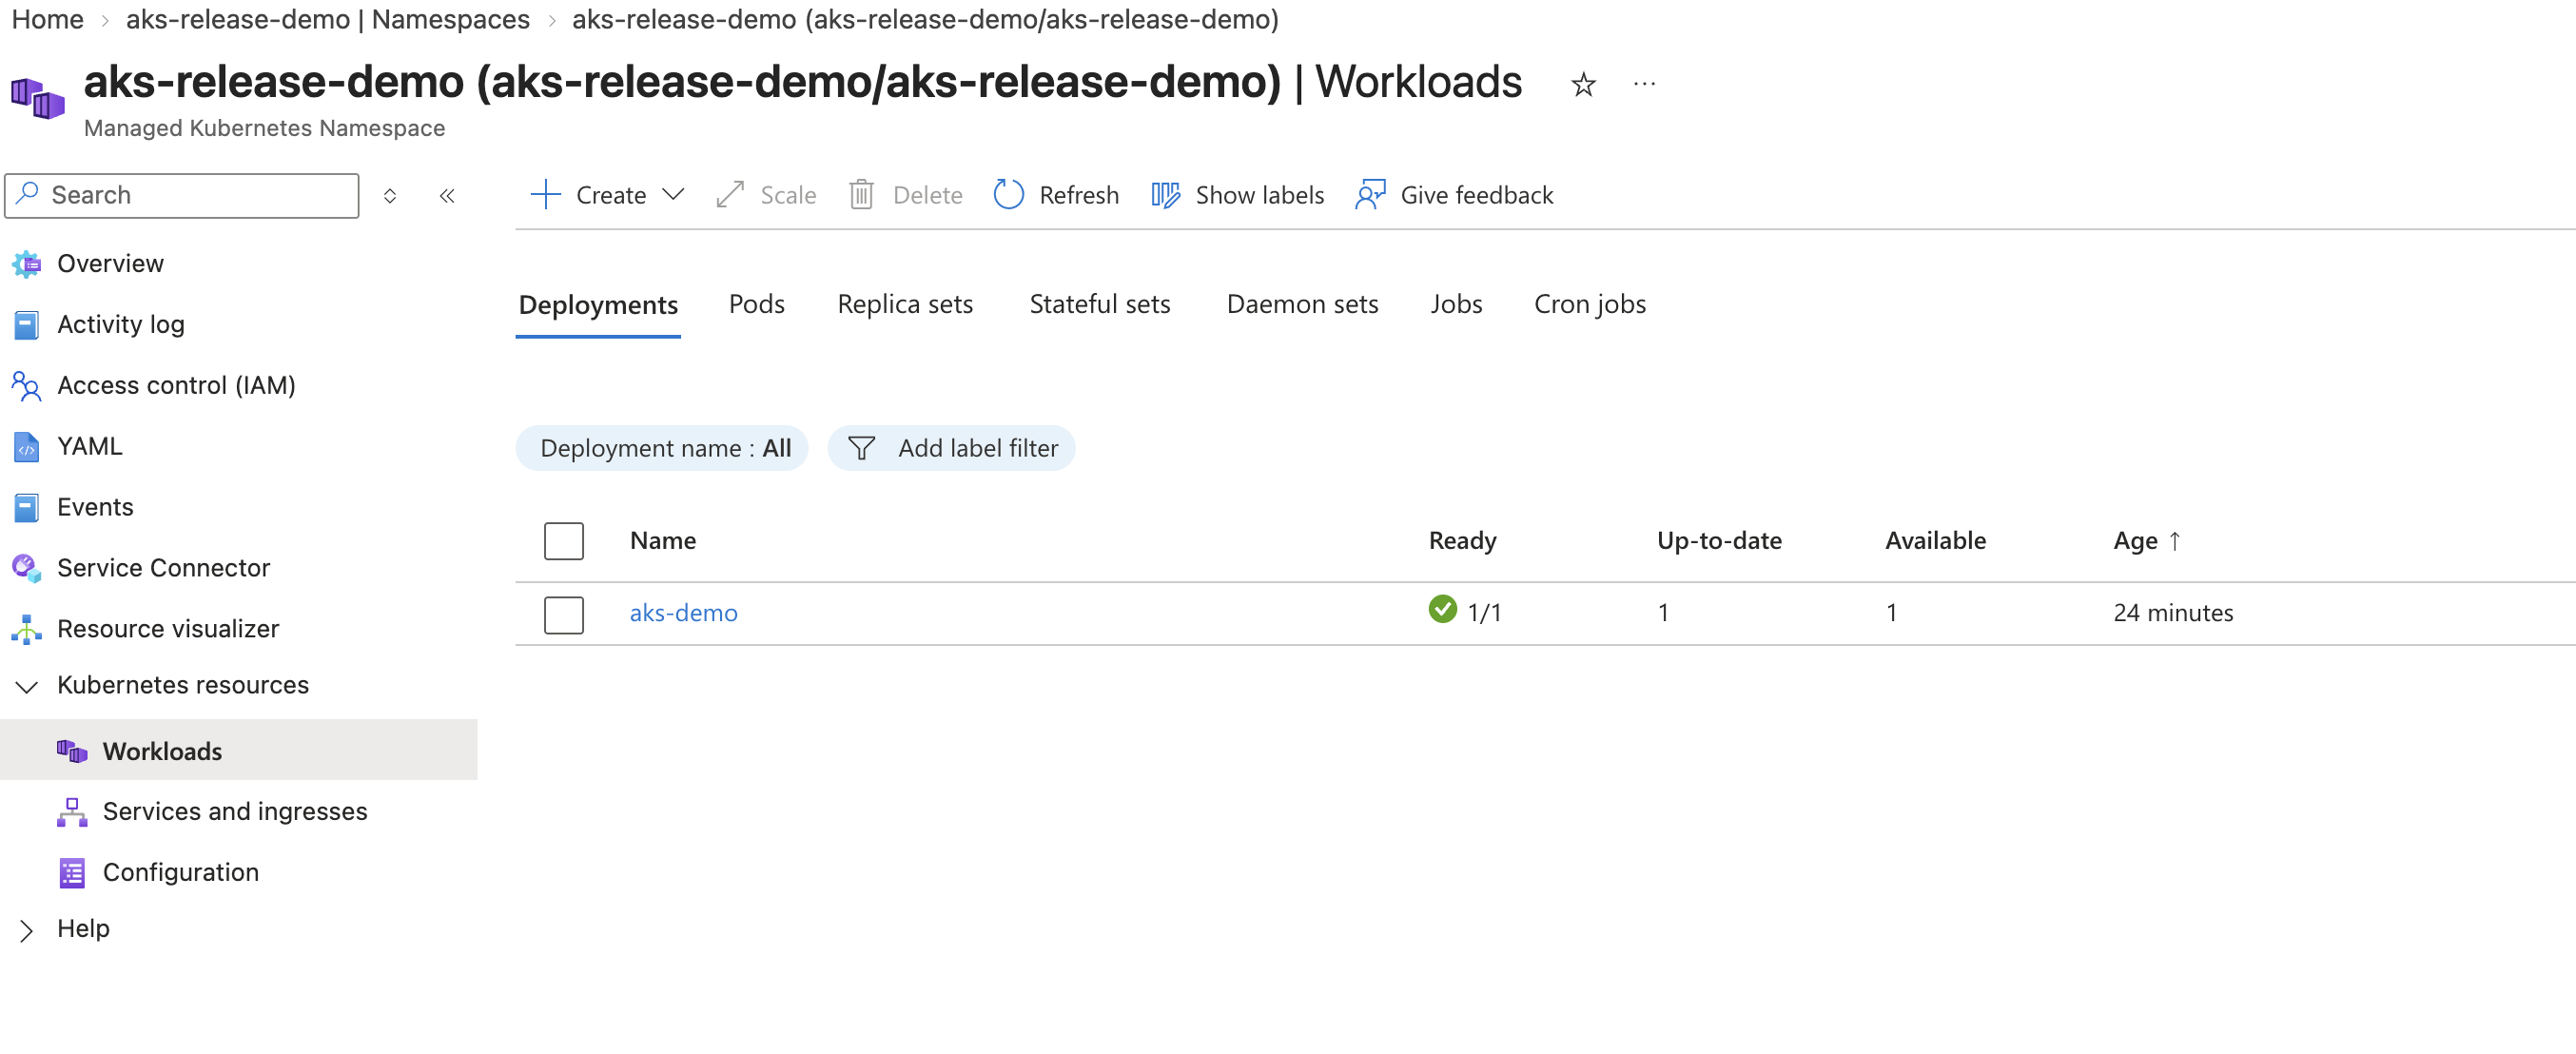 Home > aks-release-demo | Namespaces > aks-release-demo (aks-release-demo/aks-release-demo)
aks-release-demo (aks-release-demo/aks-release-demo) | Workloads ☆ ...
Managed Kubernetes Namespace
Search
Create Scale Delete Refresh Show labels Give feedback
Overview
Activity log
Access control (IAM)
YAML
Events
Service Connector
Resource visualizer
Kubernetes resources
Workloads
Services and ingresses
Configuration
Help
Deployments Pods Replica sets Stateful sets Daemon sets Jobs Cron jobs
Deployment name : All Add label filter
Name Ready Up-to-date Available Age ↑
aks-demo 1/1 1 1 24 minutes